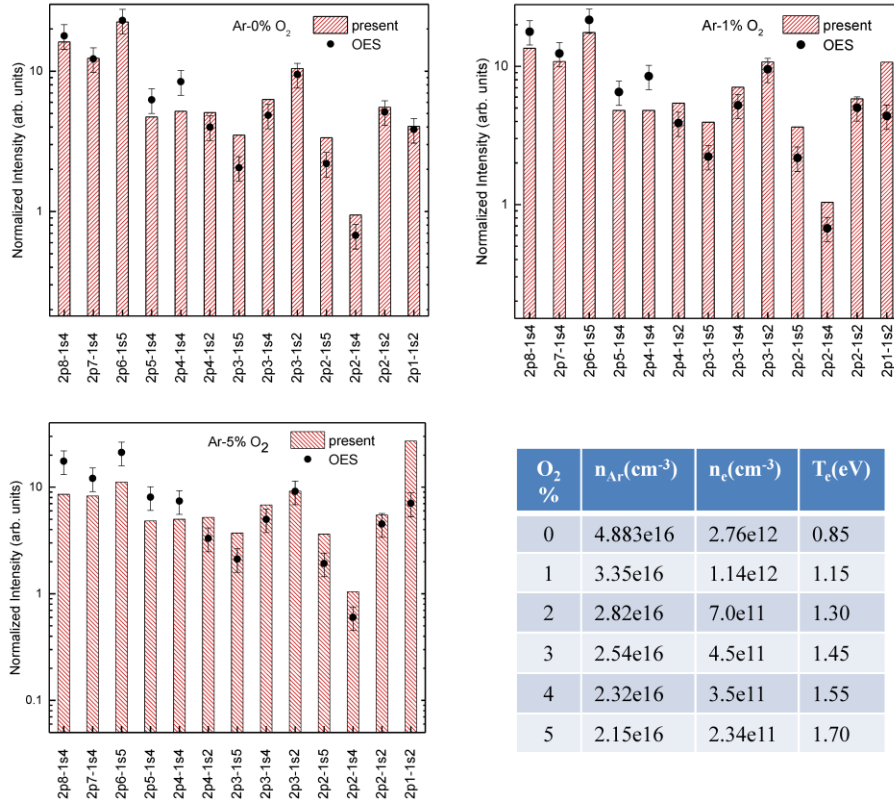 Ar-0% O2
present
OES
Normalized Intensity (arb. units)
10
1
2p8-1s4
2p7-1s4
2p6-1s5
2p5-1s4
2p4-1s4
2p4-1s2
2p3-1s5
2p3-1s4
2p3-1s2
2p2-1s5
2p2-1s4
2p2-1s2
2p1-1s2
Ar-1% O2
present
OES
Normalized Intensity (arb. units)
10
1
2p8-1s4
2p7-1s4
2p6-1s5
2p5-1s4
2p4-1s4
2p4-1s2
2p3-1s5
2p3-1s4
2p3-1s2
2p2-1s5
2p2-1s4
2p2-1s2
2p1-1s2
Ar-5% O2
present
OES
Normalized Intensity (arb. units)
10
1
0.1
2p8-1s4
2p7-1s4
2p6-1s5
2p5-1s4
2p4-1s4
2p4-1s2
2p3-1s5
2p3-1s4
2p3-1s2
2p2-1s5
2p2-1s4
2p2-1s2
2p1-1s2
O2 % nAr(cm-3) ne(cm-3) Te(eV)
0 4.883e16 2.76e12 0.85
1 3.35e16 1.14e12 1.15
2 2.82e16 7.0e11 1.30
3 2.54e16 4.5e11 1.45
4 2.32e16 3.5e11 1.55
5 2.15e16 2.34e11 1.70